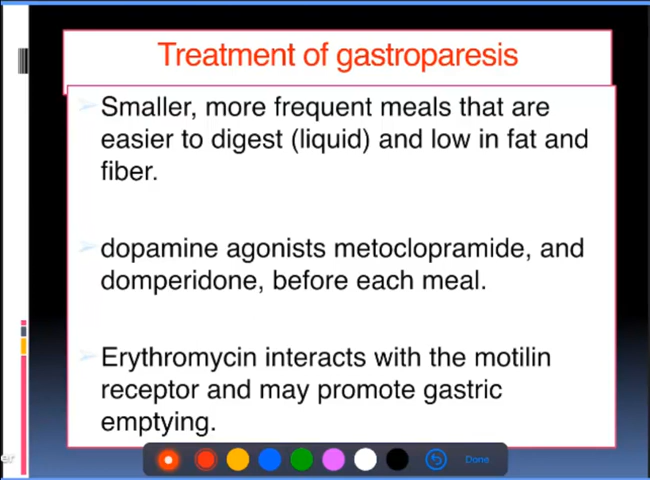 Treatment of gastroparesis
Smaller, more frequent meals that are
easier to digest (liquid) and low in fat and
fiber.
dopamine agonists metoclopramide, and
domperidone, before each meal.
Erythromycin interacts with the motilin
receptor and may promote gastric
emptying.
er
Done